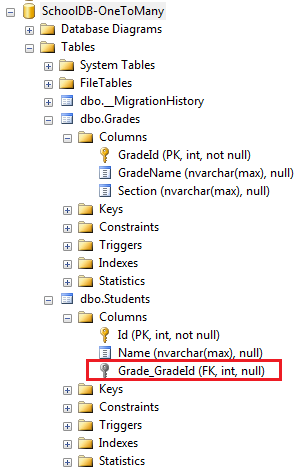 SchoolDB-OneToMany
Database Diagrams
Tables
System Tables
FileTables
dbo.__MigrationHistory
dbo.Grades
Columns
GradeId (PK, int, not null)
GradeName (nvarchar(max), null)
Section (nvarchar(max), null)
Keys
Constraints
Triggers
Indexes
Statistics
dbo.Students
Columns
Id (PK, int, not null)
Name (nvarchar(max), null)
Grade_GradeId (FK, int, null)
Keys
Constraints
Triggers
Indexes
Statistics